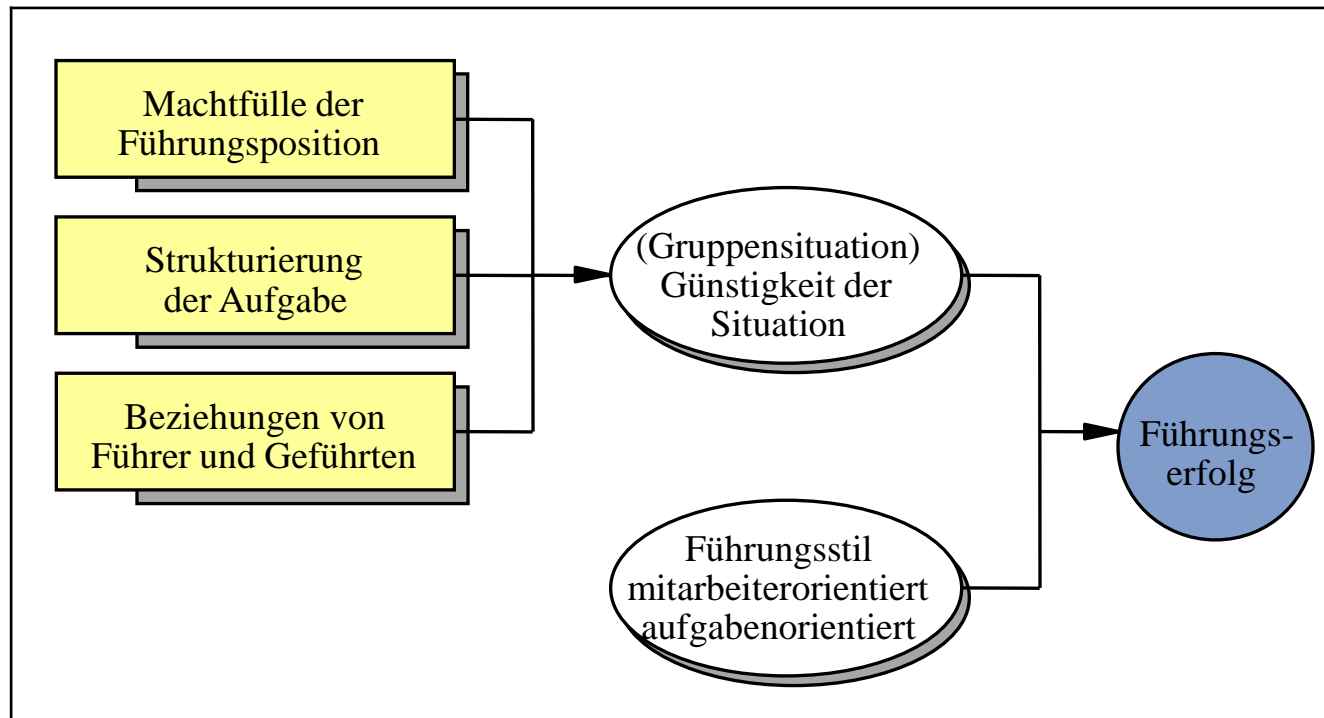 Machtfülle der
Führungsposition
Strukturierung
der Aufgabe
Beziehungen von
Führer und Geführten
(Gruppensituation)
Günstigkeit der
Situation
Führungsstil
mitarbeiterorientiert
aufgabenorientiert
Führungs-
erfolg